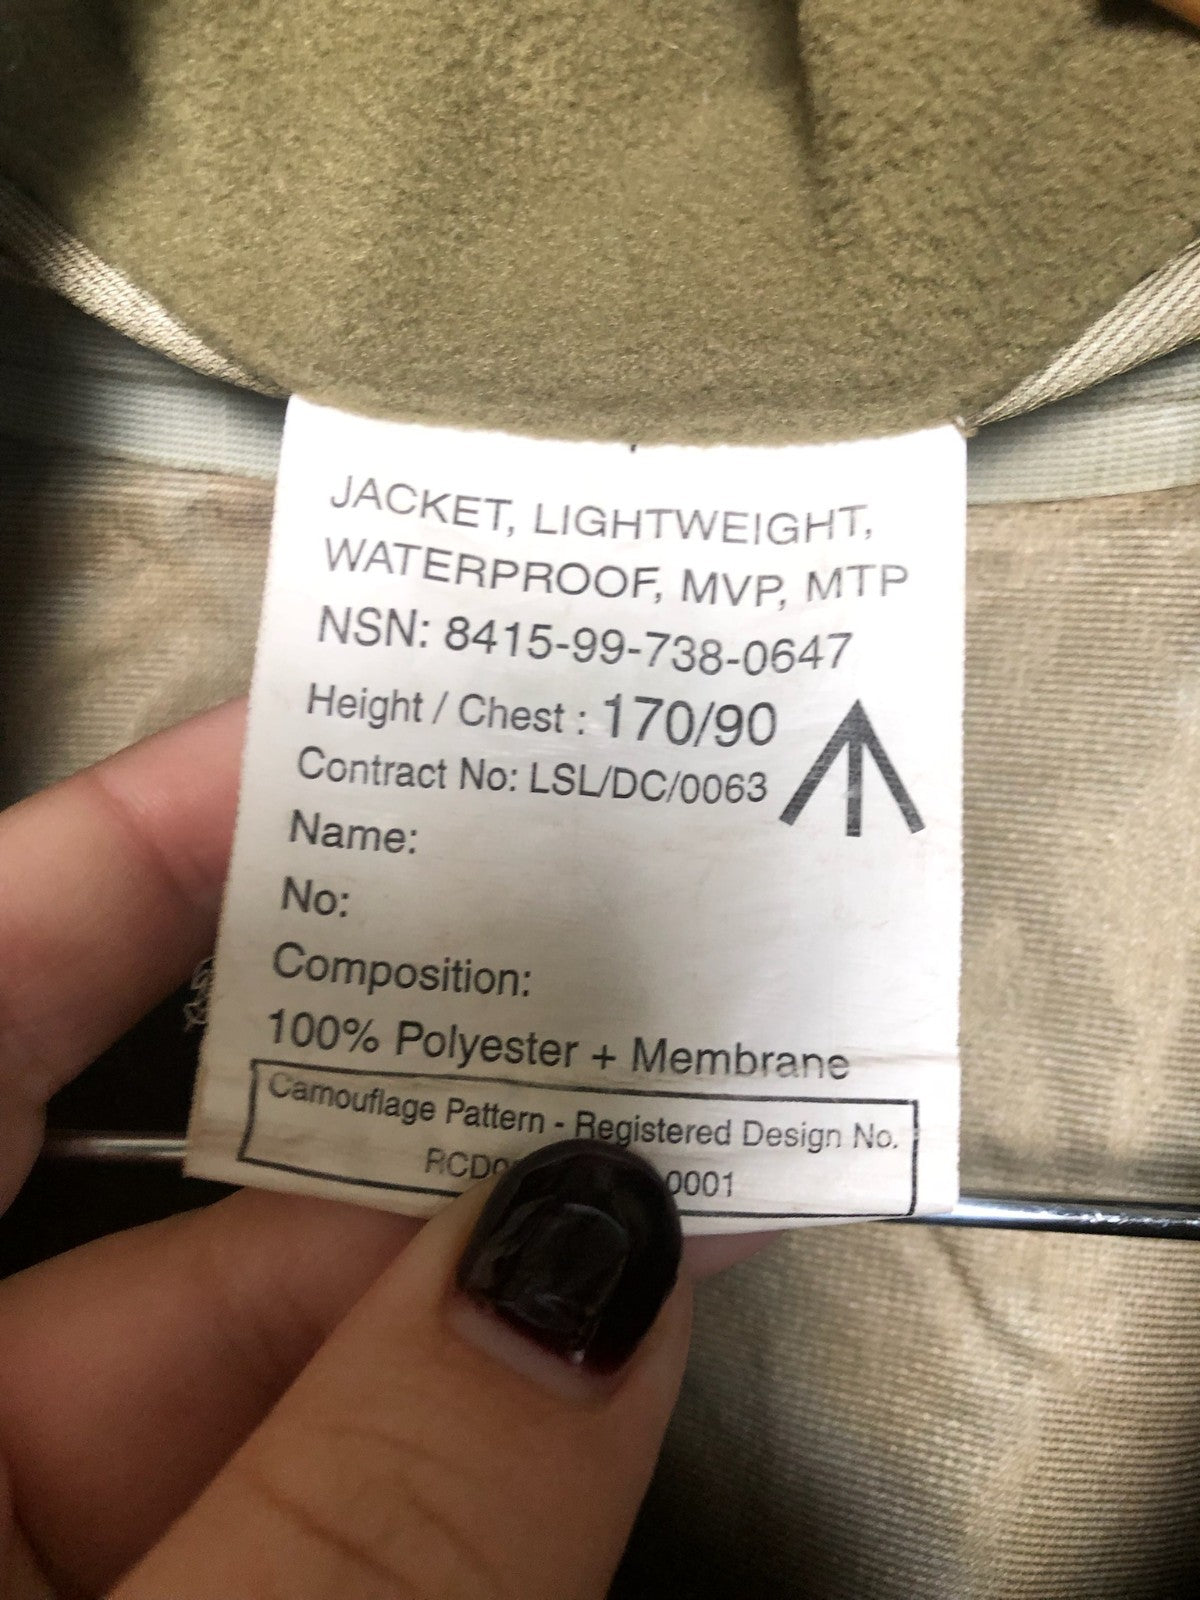 JACKET, LIGHTWEIGHT,
WATERPROOF, MVP, MTP
NSN: 8415-99-738-0647
Height / Chest : 170/90
Contract No: LSL/DC/0063
Name:
No:
Composition:
100% Polyester + Membrane
Camouflage Pattern - Registered Design No.
0001